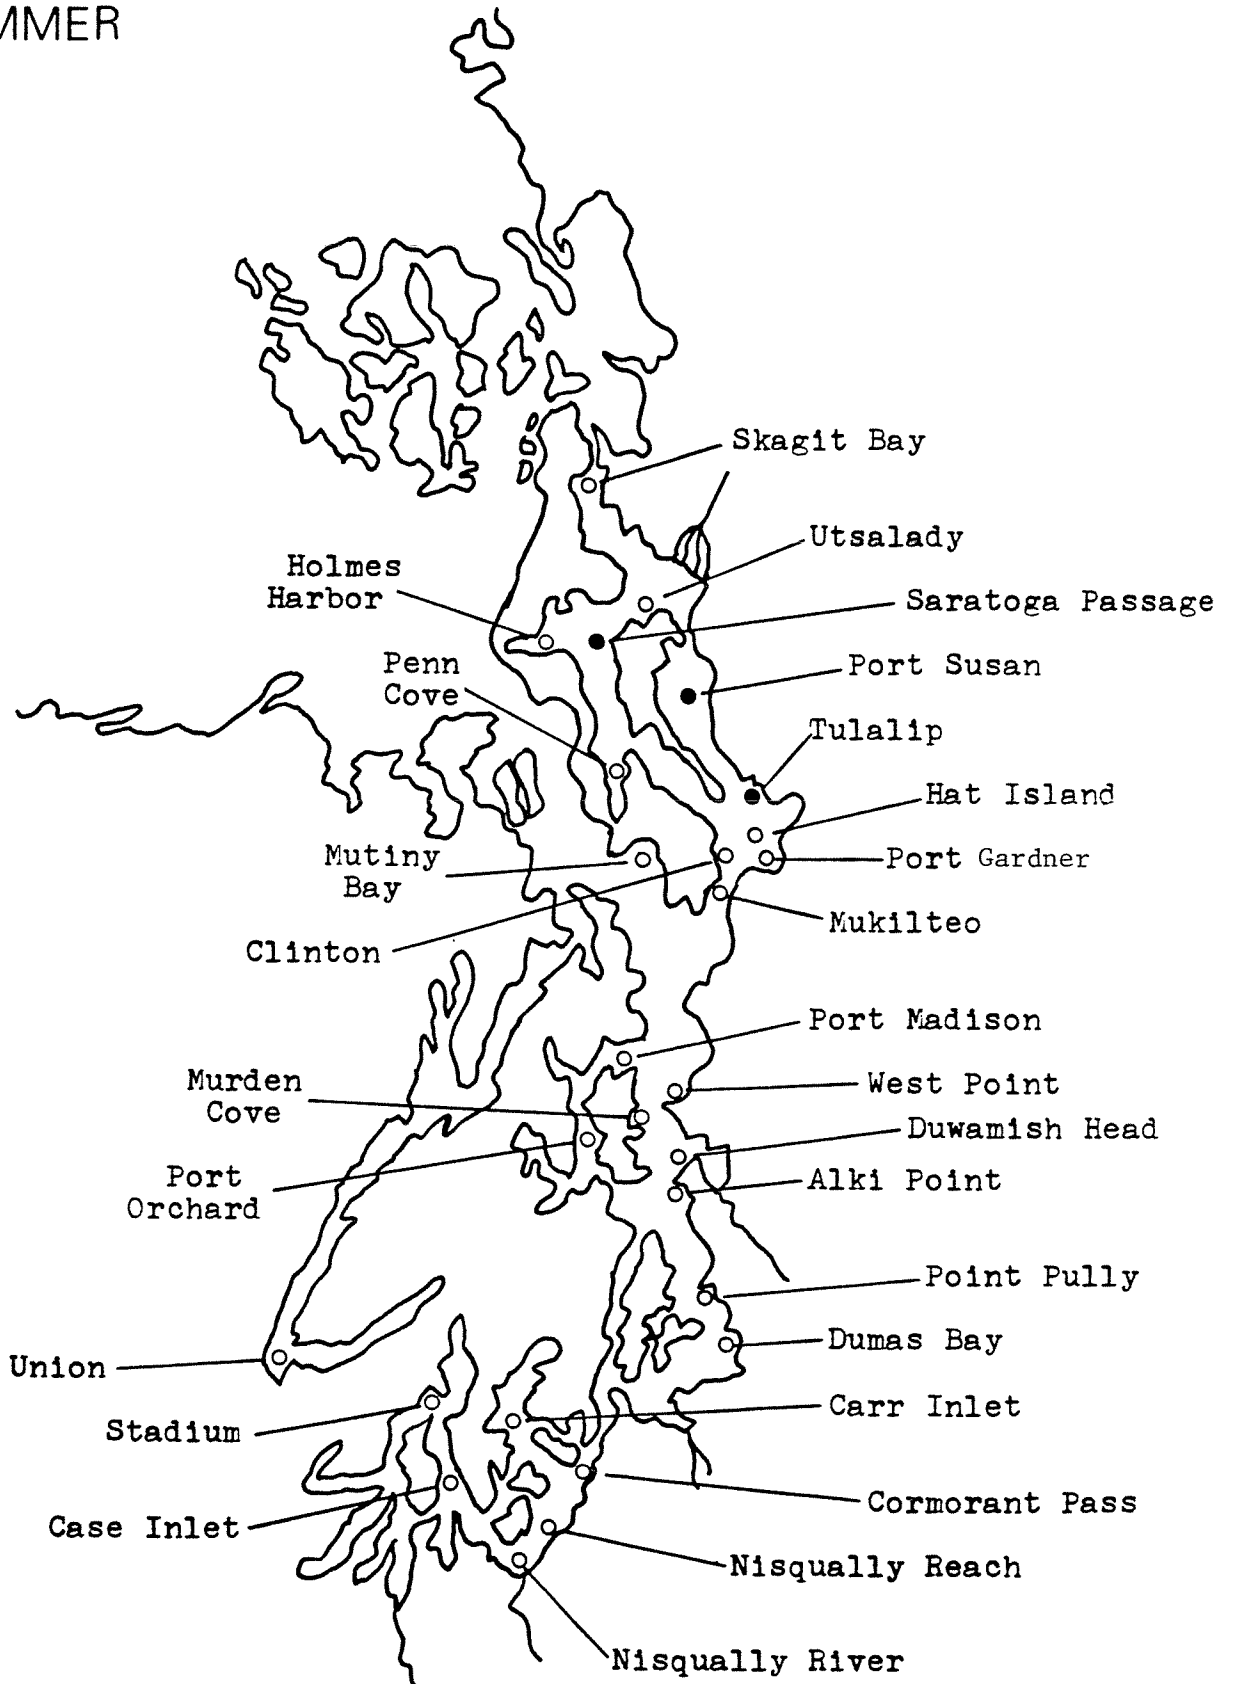 MMER
Skagit Bay
Utsalady
Holmes
Harbor
Saratoga Passage
Penn
Cove
Port Susan
Tulalip
Hat Island
Mutiny
Bay
Port Gardner
Mukilteo
Clinton
Port Madison
Murden
Cove
West Point
Duwamish Head
Port
Orchard
Alki Point
Point Pully
Dumas Bay
Union
Stadium
Carr Inlet
Case Inlet
Cormorant Pass
Nisqually Reach
Nisqually River